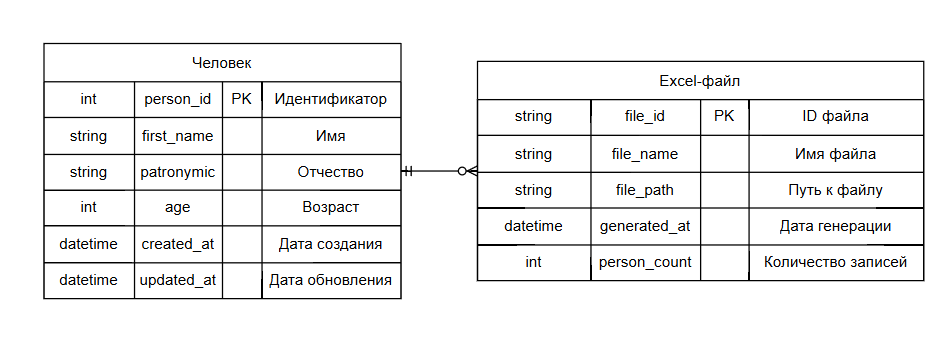 Человек
int person_id PK Идентификатор
string first_name Имя
string patronymic Отчество
int age Возраст
datetime created_at Дата создания
datetime updated_at Дата обновления
Excel-файл
string file_id PK ID файла
string file_name Имя файла
string file_path Путь к файлу
datetime generated_at Дата генерации
int person_count Количество записей